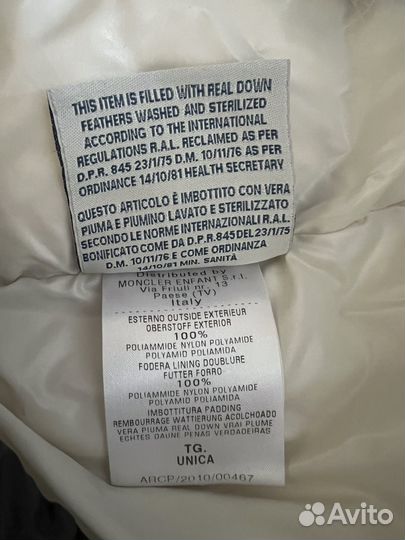 THIS ITEM IS FILLED WITH REAL DOWN
FEATHERS WASHED AND STERILIZED
ACCORDING TO THE INTERNATIONAL
REGULATIONS R.A.L. RECLAIMED AS PER
D.P.R. 845 23/1/75 D.M. 10/11/76 AS PER
ORDINANCE 14/10/81 HEALTH SECRETARY
QUESTO ARTICOLO È IMBOTTITO CON VERA
PIUMA E PIUMINO LAVATO E STERILIZZATO
SECONDO LE NORME INTERNAZIONALI R.A.L.
BONIFICATO COME DA D.P.R. 845 DEL 23/1/75
D.M. 10/11/76 E COME ORDINANZA
14/10/81 MIN. SANITÀ
Distributed by
MONCLER ENFANT S.r.l.
Via Friuli nr. 13
Paese (TV)
Italy
ESTERNO OUTSIDE EXTERIEUR
OBERSTOFF EXTERIOR
100%
POLIAMMIDE NYLON POLYAMIDE
POLYAMID POLIAMIDA
FODERA LINING DOUBLURE
FUTTER FORRO
100%
POLIAMMIDE NYLON POLYAMIDE
POLYAMID POLIAMIDA
IMBOTTITURA PADDING
REMBOURRAGE WATTIERUNG ACOLCHOADO
VERA PIUMA REAL DOWN VRAI PLUME
ECHTES DAUNE PENAS VERDADEIRAS
TG.
UNICA
ARCP/2010/00467
Avito